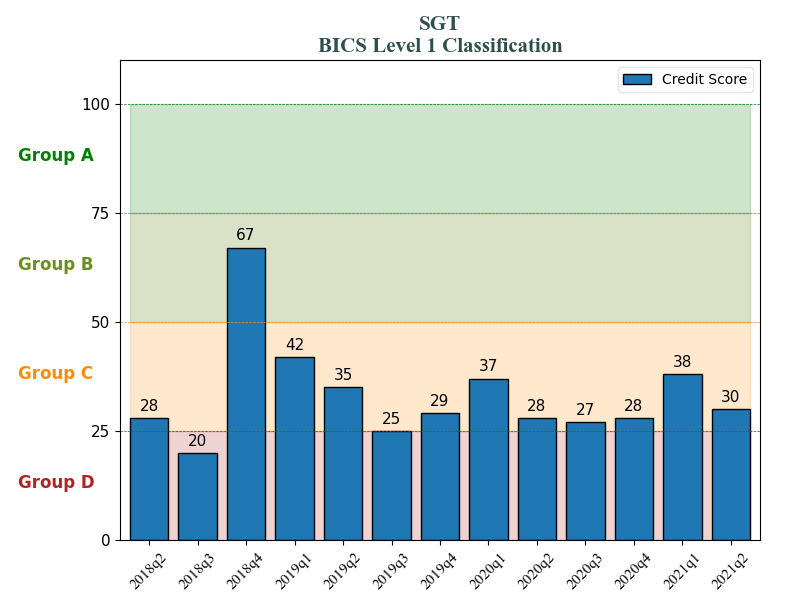 SGT
BICS Level 1 Classification
Credit Score
100
Group A
75
67
Group B
50
42
38
37
Group C
35
30
29
28
28
28
27
25
25
20
Group D
0
2018q2 2018q3 2018q4 2019q1 2019q2 2019q3 2019q4 2020q1 2020q2 2020q3 2020q4 2021q1 2021q2